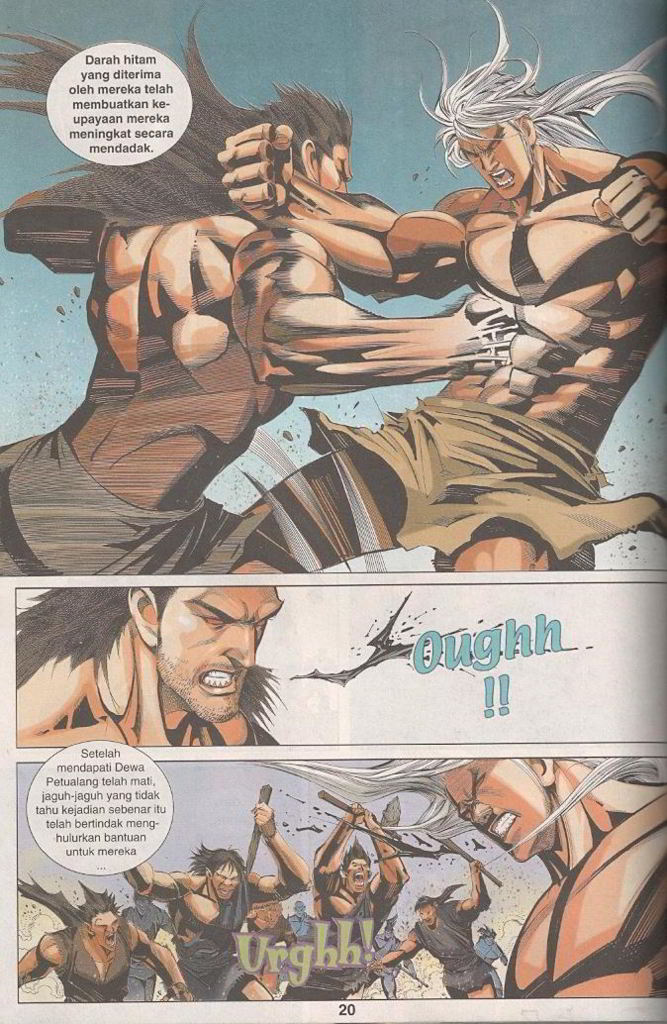 Darah hitam
yang diterima
oleh mereka telah
membuatkan ke-
upayaan mereka
meningkat secara
mendadak.
Oughh
!!
Setelah
mendapati Dewa
Petualang telah mati,
jaguh-jaguh yang tidak
tahu kejadian sebenar itu
telah bertindak meng-
hulurkan bantuan
untuk mereka
...
Urghh!
20